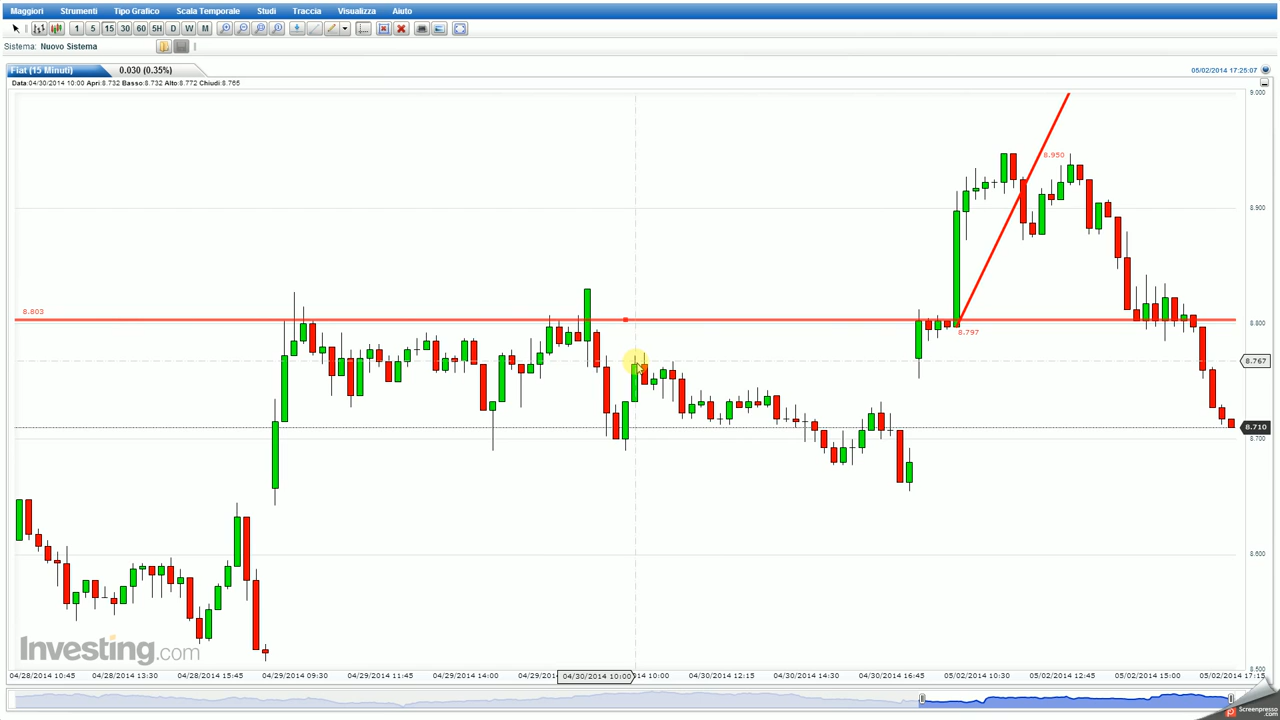 Maggiori Strumenti Tipo Grafico Scala Temporale Studi Traccia Visualizza Aiuto
1 5 15 30 60 5H D W M
Sistema: Nuovo Sistema
Fiat (15 Minuti) 0.030 (0.35%) 05/02/2014 17:25:07
Data:04/30/2014 10:00 Apri:8.732 Basso:8.732 Alto:8.772 Chiudi:8.765
9.000
8.950
8.900
8.803
8.800
8.797
8.767
8.710
8.700
8.600
Investing.com
8.500
04/28/2014 10:45 04/28/2014 13:30 04/28/2014 15:45 04/29/2014 09:30 04/29/2014 11:45 04/29/2014 14:00 04/29/201 04/30/2014 10:00 14 10:00 04/30/2014 12:15 04/30/2014 14:30 04/30/2014 16:45 05/02/2014 10:30 05/02/2014 12:45 05/02/2014 15:00 05/02/2014 17:15
Screenpresso
.com